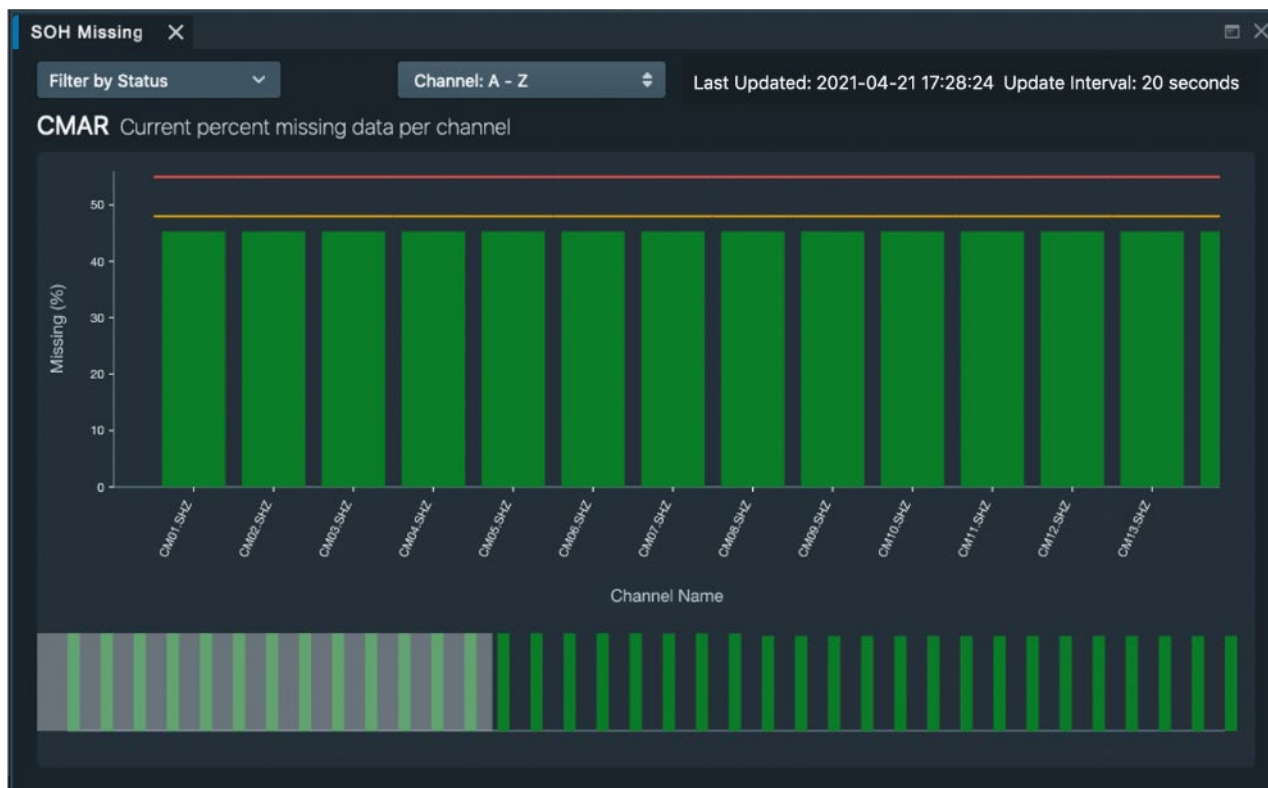 SOH Missing
Filter by Status
Channel: A - Z
Last Updated: 2021-04-21 17:28:24 Update Interval: 20 seconds
CMAR Current percent missing data per channel
50
40
30
20
10
0
Missing (%)
CM01.SHZ
CM02.SHZ
CM03.SHZ
CM04.SHZ
CM05.SHZ
CM06.SHZ
CM07.SHZ
CM08.SHZ
CM09.SHZ
CM10.SHZ
CM11.SHZ
CM12.SHZ
CM13.SHZ
Channel Name